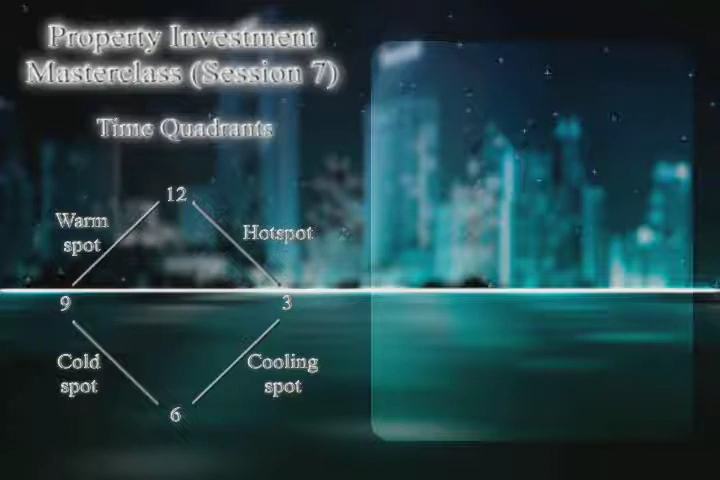 Property Investment
Masterclass (Session 7)
Time Quadrants
12
Warm
spot
Hotspot
9
3
Cold
spot
Cooling
spot
6